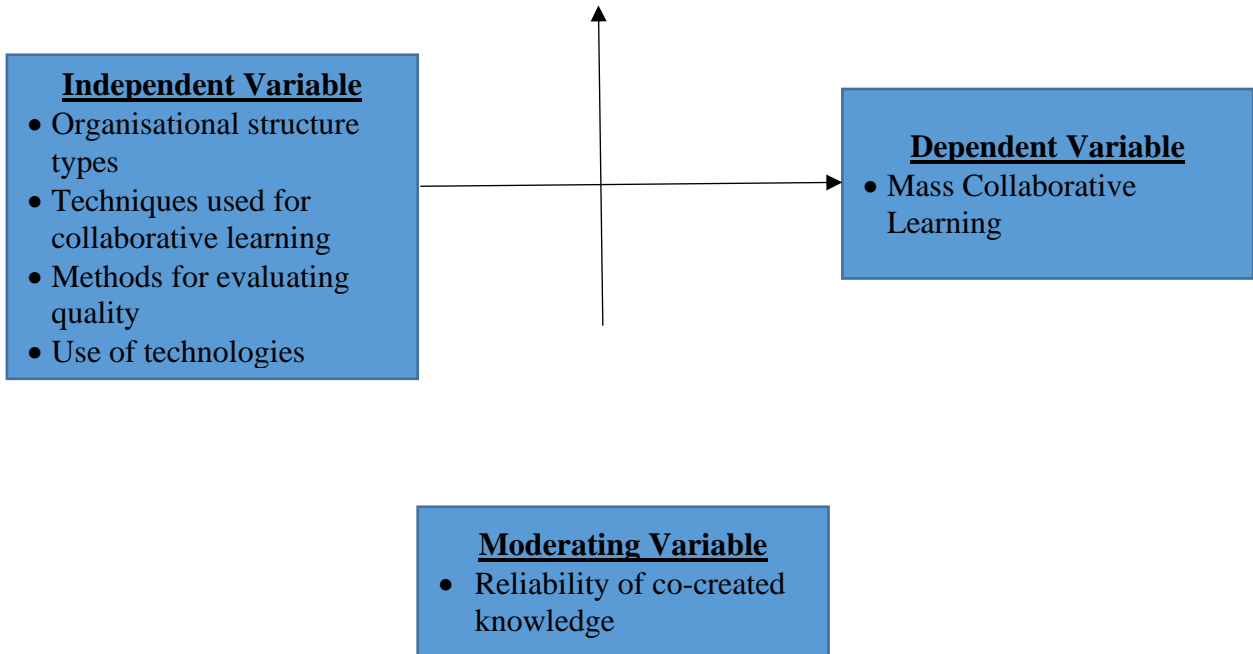 Independent Variable
• Organisational structure
types
• Techniques used for
collaborative learning
• Methods for evaluating
quality
• Use of technologies
Dependent Variable
• Mass Collaborative
Learning
Moderating Variable
• Reliability of co-created
knowledge